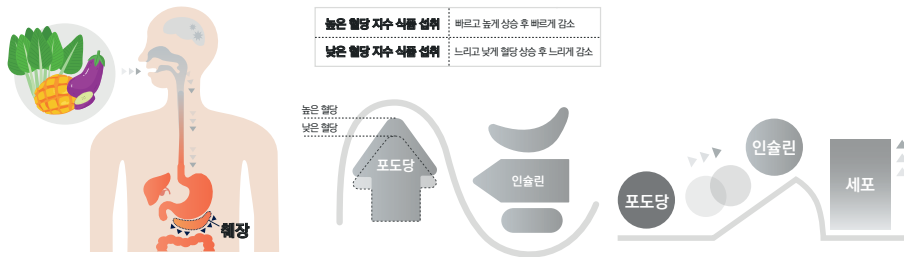 높은 혈당 지수 식품 섭취 빠르고 높게 상승 후 빠르게 감소
낮은 혈당 지수 식품 섭취 느리고 낮게 혈당 상승 후 느리게 감소
높은 혈당
낮은 혈당
포도당
인슐린
췌장
포도당
인슐린
세포